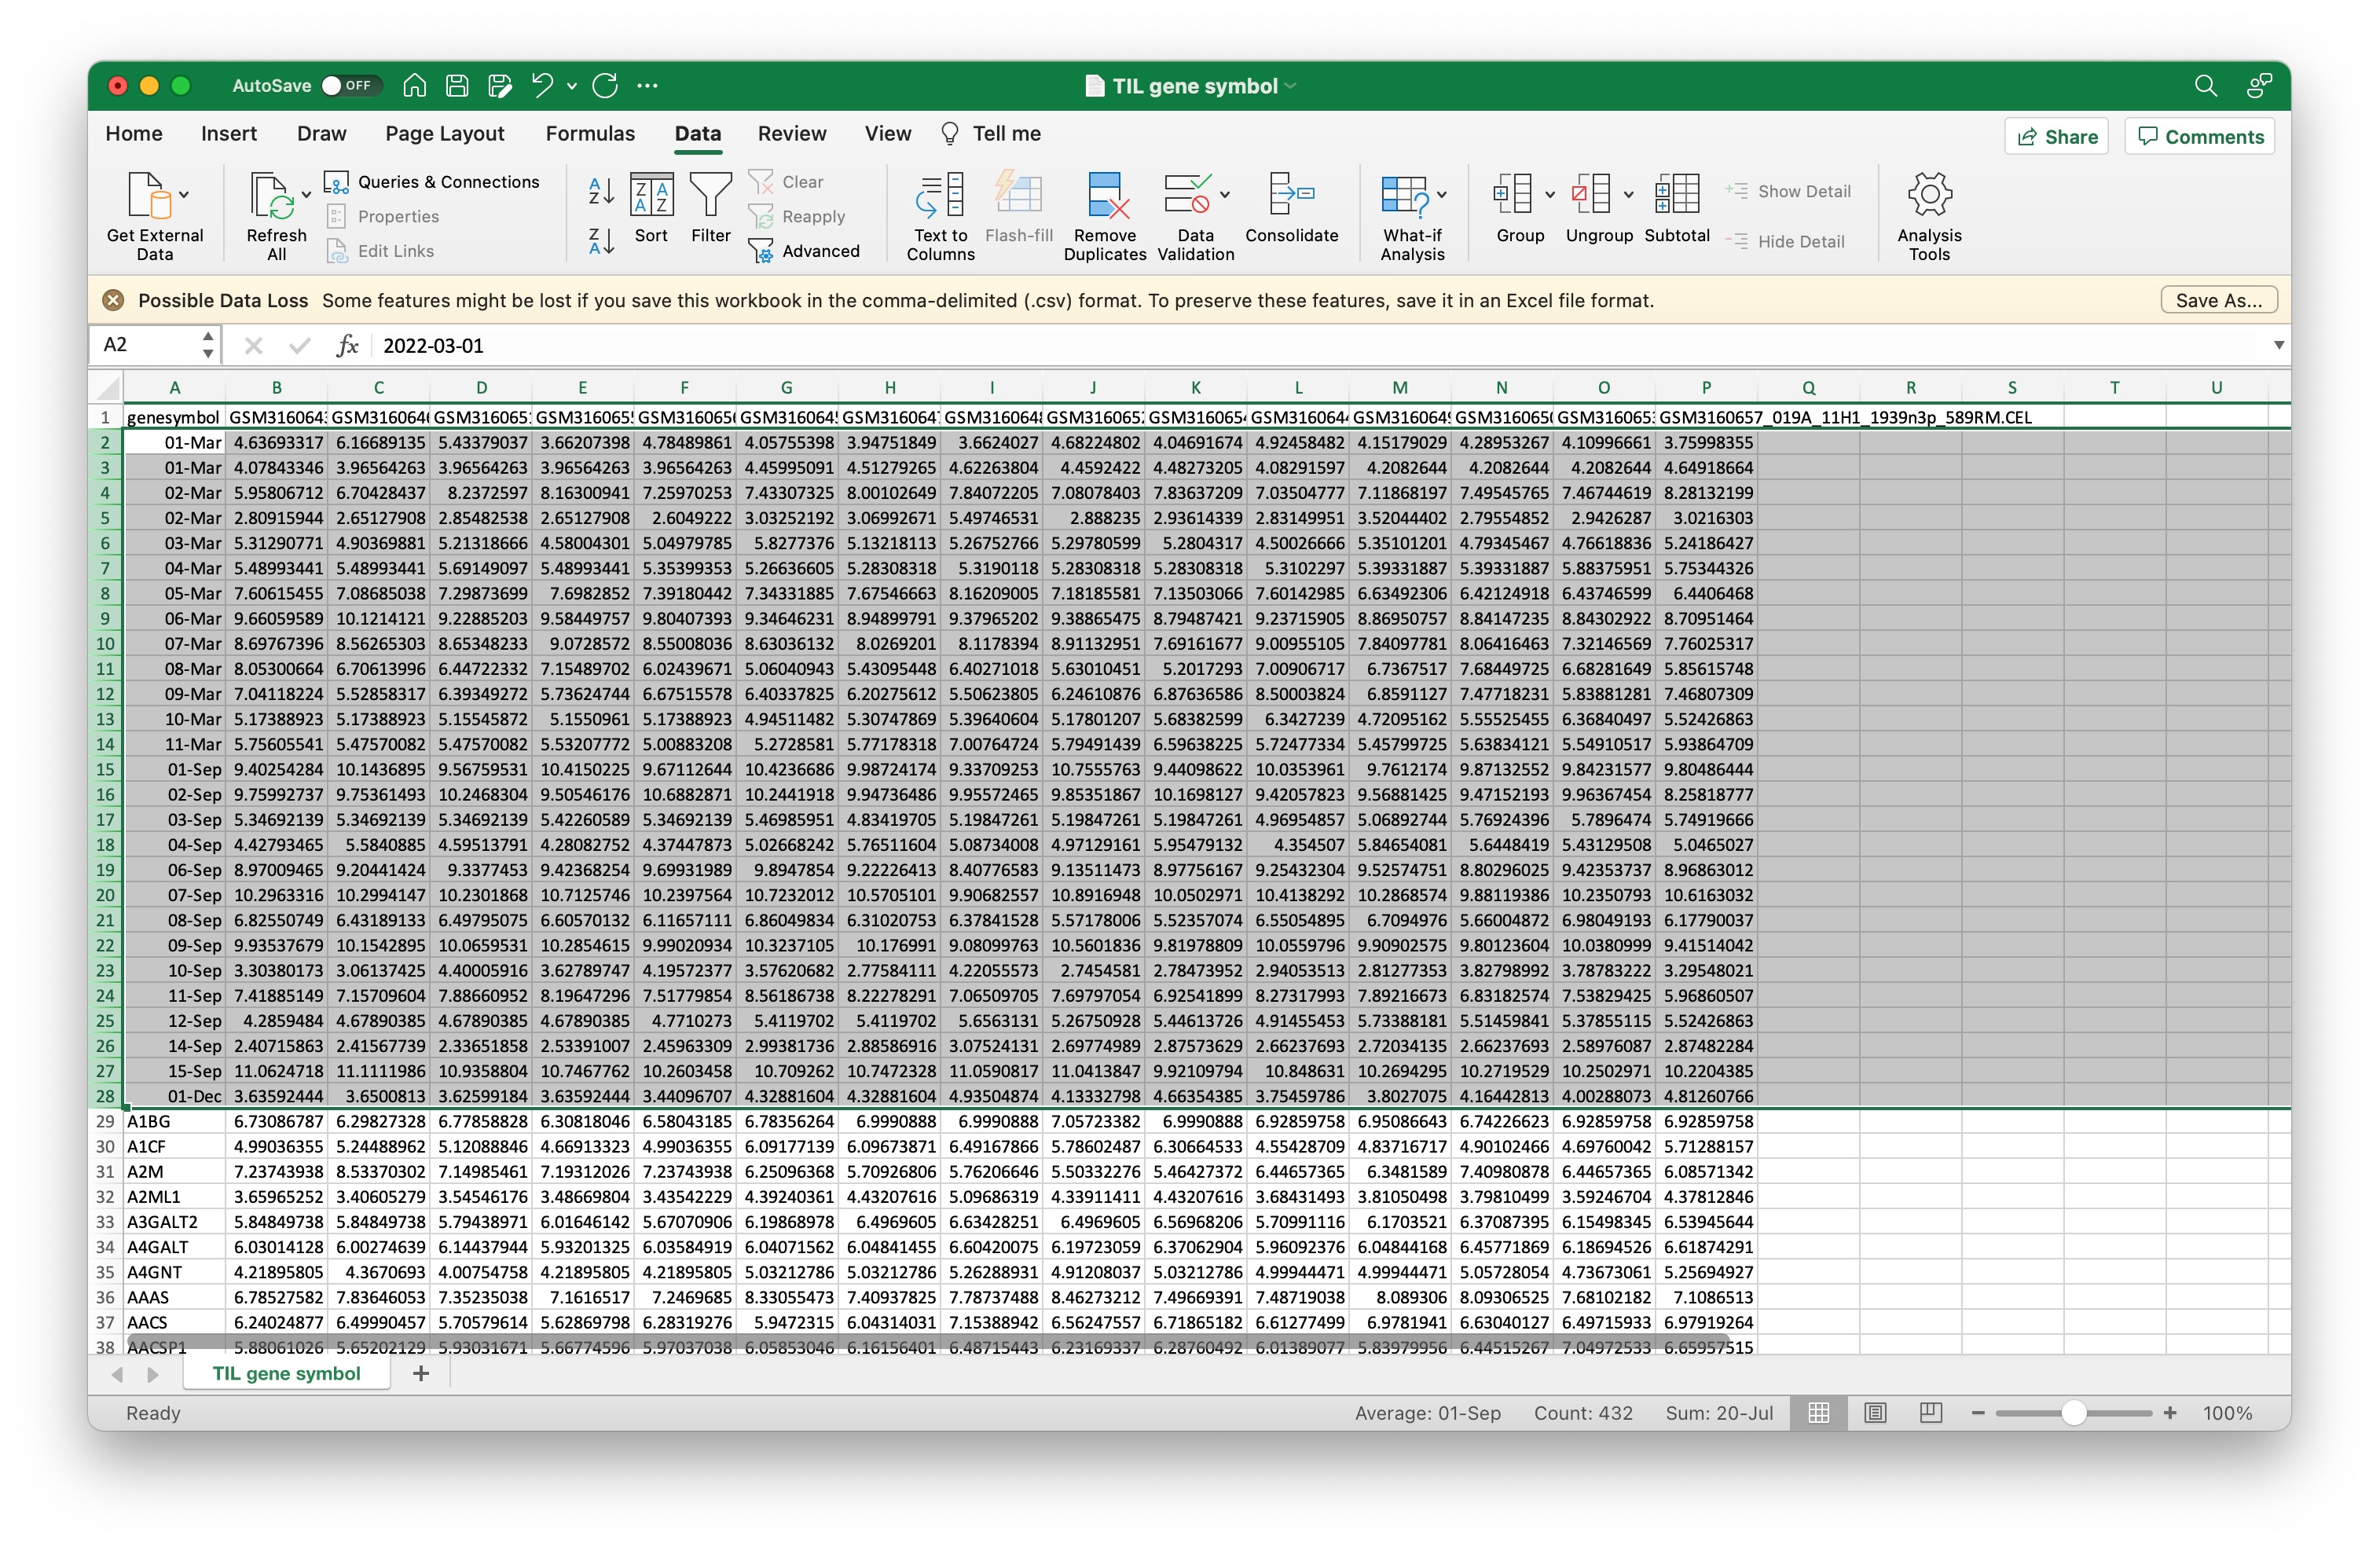 AutoSave OFF TIL gene symbol
Home Insert Draw Page Layout Formulas Data Review View Tell me Share Comments
Get External Data Refresh All Queries & Connections Properties Edit Links Sort Filter Clear Reapply Advanced Text to Columns Flash-fill Remove Duplicates Data Validation Consolidate What-if Analysis Group Ungroup Subtotal Show Detail Hide Detail Analysis Tools
Possible Data Loss Some features might be lost if you save this workbook in the comma-delimited (.csv) format. To preserve these features, save it in an Excel file format. Save As...
A2 fx 2022-03-01
A B C D E F G H I J K L M N O P Q R S T U
1 genesymbol GSM316064 GSM316064 GSM316065 GSM316065 GSM316065 GSM316064 GSM316064 GSM316064 GSM316065 GSM316065 GSM316064 GSM316064 GSM316065 GSM316065 GSM3160657_019A_11H1_1939n3p_589RM.CEL
2 01-Mar 4.63693317 6.16689135 5.43379037 3.66207398 4.78489861 4.05755398 3.94751849 3.6624027 4.68224802 4.04691674 4.92458482 4.15179029 4.28953267 4.10996661 3.75998355
3 01-Mar 4.07843346 3.96564263 3.96564263 3.96564263 3.96564263 4.45995091 4.51279265 4.62263804 4.4592422 4.48273205 4.08291597 4.2082644 4.2082644 4.2082644 4.64918664
4 02-Mar 5.95806712 6.70428437 8.2372597 8.16300941 7.25970253 7.43307325 8.00102649 7.84072205 7.08078403 7.83637209 7.03504777 7.11868197 7.49545765 7.46744619 8.28132199
5 02-Mar 2.80915944 2.65127908 2.85482538 2.65127908 2.6049222 3.03252192 3.06992671 5.49746531 2.888235 2.93614339 2.83149951 3.52044402 2.79554852 2.9426287 3.0216303
6 03-Mar 5.31290771 4.90369881 5.21318666 4.58004301 5.04979785 5.8277376 5.13218113 5.26752766 5.29780599 5.2804317 4.50026666 5.35101201 4.79345467 4.76618836 5.24186427
7 04-Mar 5.48993441 5.48993441 5.69149097 5.48993441 5.35399353 5.26636605 5.28308318 5.3190118 5.28308318 5.28308318 5.3102297 5.39331887 5.39331887 5.88375951 5.75344326
8 05-Mar 7.60615455 7.08685038 7.29873699 7.6982852 7.39180442 7.34331885 7.67546663 8.16209005 7.18185581 7.13503066 7.60142985 6.63492306 6.42124918 6.43746599 6.4406468
9 06-Mar 9.66059589 10.1214121 9.22885203 9.58449757 9.80407393 9.34646231 8.94899791 9.37965202 9.38865475 8.79487421 9.23715905 8.86950757 8.84147235 8.84302922 8.70951464
10 07-Mar 8.69767396 8.56265303 8.65348233 9.0728572 8.55008036 8.63036132 8.0269201 8.1178394 8.91132951 7.69161677 9.00955105 7.84097781 8.06416463 7.32146569 7.76025317
11 08-Mar 8.05300664 6.70613996 6.44722332 7.15489702 6.02439671 5.06040943 5.43095448 6.40271018 5.63010451 5.2017293 7.00906717 6.7367517 7.68449725 6.68281649 5.85615748
12 09-Mar 7.04118224 5.52858317 6.39349272 5.73624744 6.67515578 6.40337825 6.20275612 5.50623805 6.24610876 6.87636586 8.50003824 6.8591127 7.47718231 5.83881281 7.46807309
13 10-Mar 5.17388923 5.17388923 5.15545872 5.1550961 5.17388923 4.94511482 5.30747869 5.39640604 5.17801207 5.68382599 6.3427239 4.72095162 5.55525455 6.36840497 5.52426863
14 11-Mar 5.75605541 5.47570082 5.47570082 5.53207772 5.00883208 5.2728581 5.77178318 7.00764724 5.79491439 6.59638225 5.72477334 5.45799725 5.63834121 5.54910517 5.93864709
15 01-Sep 9.40254284 10.1436895 9.56759531 10.4150225 9.67112644 10.4236686 9.98724174 9.33709253 10.7555763 9.44098622 10.0353961 9.7612174 9.87132552 9.84231577 9.80486444
16 02-Sep 9.75992737 9.75361493 10.2468304 9.50546176 10.6882871 10.2441918 9.94736486 9.95572465 9.85351867 10.1698127 9.42057823 9.56881425 9.47152193 9.96367454 8.25818777
17 03-Sep 5.34692139 5.34692139 5.34692139 5.42260589 5.34692139 5.46985951 4.83419705 5.19847261 5.19847261 5.19847261 4.96954857 5.06892744 5.76924396 5.7896474 5.74919666
18 04-Sep 4.42793465 5.5840885 4.59513791 4.28082752 4.37447873 5.02668242 5.76511604 5.08734008 4.97129161 5.95479132 4.354507 5.84654081 5.6448419 5.43129508 5.0465027
19 06-Sep 8.97009465 9.20441424 9.3377453 9.42368254 9.69931989 9.8947854 9.22226413 8.40776583 9.13511473 8.97756167 9.25432304 9.52574751 8.80296025 9.42353737 8.96863012
20 07-Sep 10.2963316 10.2994147 10.2301868 10.7125746 10.2397564 10.7232012 10.5705101 9.90682557 10.8916948 10.0502971 10.4138292 10.2868574 9.88119386 10.2350793 10.6163032
21 08-Sep 6.82550749 6.43189133 6.49795075 6.60570132 6.11657111 6.86049834 6.31020753 6.37841528 5.57178006 5.52357074 6.55054895 6.7094976 5.66004872 6.98049193 6.17790037
22 09-Sep 9.93537679 10.1542895 10.0659531 10.2854615 9.99020934 10.3237105 10.176991 9.08099763 10.5601836 9.81978809 10.0559796 9.90902575 9.80123604 10.0380999 9.41514042
23 10-Sep 3.30380173 3.06137425 4.40005916 3.62789747 4.19572377 3.57620682 2.77584111 4.22055573 2.7454581 2.78473952 2.94053513 2.81277353 3.82798992 3.78783222 3.29548021
24 11-Sep 7.41885149 7.15709604 7.88660952 8.19647296 7.51779854 8.56186738 8.22278291 7.06509705 7.69797054 6.92541899 8.27317993 7.89216673 6.83182574 7.53829425 5.96860507
25 12-Sep 4.2859484 4.67890385 4.67890385 4.67890385 4.7710273 5.4119702 5.4119702 5.6563131 5.26750928 5.44613726 4.91455453 5.73388181 5.51459841 5.37855115 5.52426863
26 14-Sep 2.40715863 2.41567739 2.33651858 2.53391007 2.45963309 2.99381736 2.88586916 3.07524131 2.69774989 2.87573629 2.66237693 2.72034135 2.66237693 2.58976087 2.87482284
27 15-Sep 11.0624718 11.1111986 10.9358804 10.7467762 10.2603458 10.709262 10.7472328 11.0590817 11.0413847 9.92109794 10.848631 10.2694295 10.2719529 10.2502971 10.2204385
28 01-Dec 3.63592444 3.6500813 3.62599184 3.63592444 3.44096707 4.32881604 4.32881604 4.93504874 4.13332798 4.66354385 3.75459786 3.8027075 4.16442813 4.00288073 4.81260766
29 A1BG 6.73086787 6.29827328 6.77858828 6.30818046 6.58043185 6.78356264 6.9990888 6.9990888 7.05723382 6.9990888 6.92859758 6.95086643 6.74226623 6.92859758 6.92859758
30 A1CF 4.99036355 5.24488962 5.12088846 4.66913323 4.99036355 6.09177139 6.09673871 6.49167866 5.78602487 6.30664533 4.55428709 4.83716717 4.90102466 4.69760042 5.71288157
31 A2M 7.23743938 8.53370302 7.14985461 7.19312026 7.23743938 6.25096368 5.70926806 5.76206646 5.50332276 5.46427372 6.44657365 6.3481589 7.40980878 6.44657365 6.08571342
32 A2ML1 3.65965252 3.40605279 3.54546176 3.48669804 3.43542229 4.39240361 4.43207616 5.09686319 4.33911411 4.43207616 3.68431493 3.81050498 3.79810499 3.59246704 4.37812846
33 A3GALT2 5.84849738 5.84849738 5.79438971 6.01646142 5.67070906 6.19868978 6.4969605 6.63428251 6.4969605 6.56968206 5.70991116 6.1703521 6.37087395 6.15498345 6.53945644
34 A4GALT 6.03014128 6.00274639 6.14437944 5.93201325 6.03584919 6.04071562 6.04841455 6.60420075 6.19723059 6.37062904 5.96092376 6.04844168 6.45771869 6.18694526 6.61874291
35 A4GNT 4.21895805 4.3670693 4.00754758 4.21895805 4.21895805 5.03212786 5.03212786 5.26288931 4.91208037 5.03212786 4.99944471 4.99944471 5.05728054 4.73673061 5.25694927
36 AAAS 6.78527582 7.83646053 7.35235038 7.1616517 7.2469685 8.33055473 7.40937825 7.78737488 8.46273212 7.49669391 7.48719038 8.089306 8.09306525 7.68102182 7.1086513
37 AACS 6.24024877 6.49990457 5.70579614 5.62869798 6.28319276 5.9472315 6.04314031 7.15388942 6.56247557 6.71865182 6.61277499 6.9781941 6.63040127 6.49715933 6.97919264
38 AACSP1 5.88061026 5.65202129 5.93031671 5.66774596 5.97037038 6.05853046 6.16156401 6.48715443 6.23169337 6.28760492 6.01389077 5.83979956 6.44515267 7.04972533 6.65957515
TIL gene symbol +
Ready Average: 01-Sep Count: 432 Sum: 20-Jul 100%